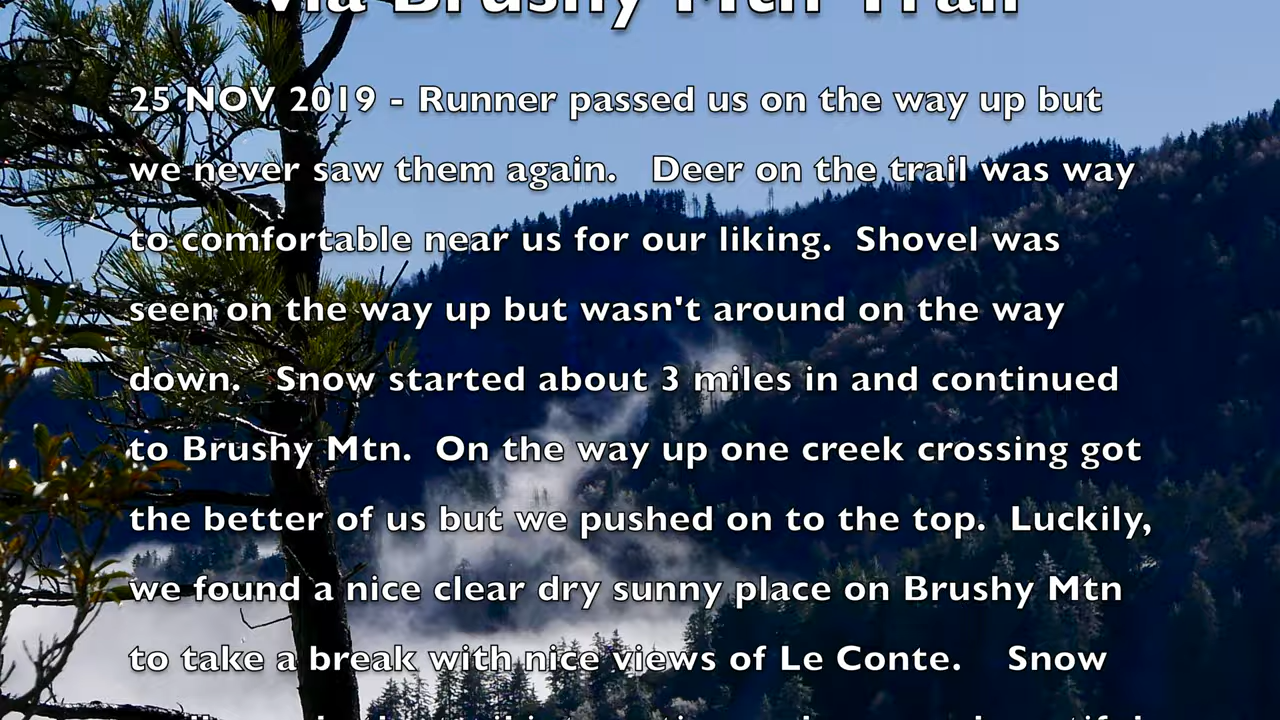 via Brushy Mtn Trail
25 NOV 2019 - Runner passed us on the way up but
we never saw them again. Deer on the trail was way
to comfortable near us for our liking. Shovel was
seen on the way up but wasn't around on the way
down. Snow started about 3 miles in and continued
to Brushy Mtn. On the way up one creek crossing got
the better of us but we pushed on to the top. Luckily,
we found a nice clear dry sunny place on Brushy Mtn
to take a break with nice views of Le Conte. Snow